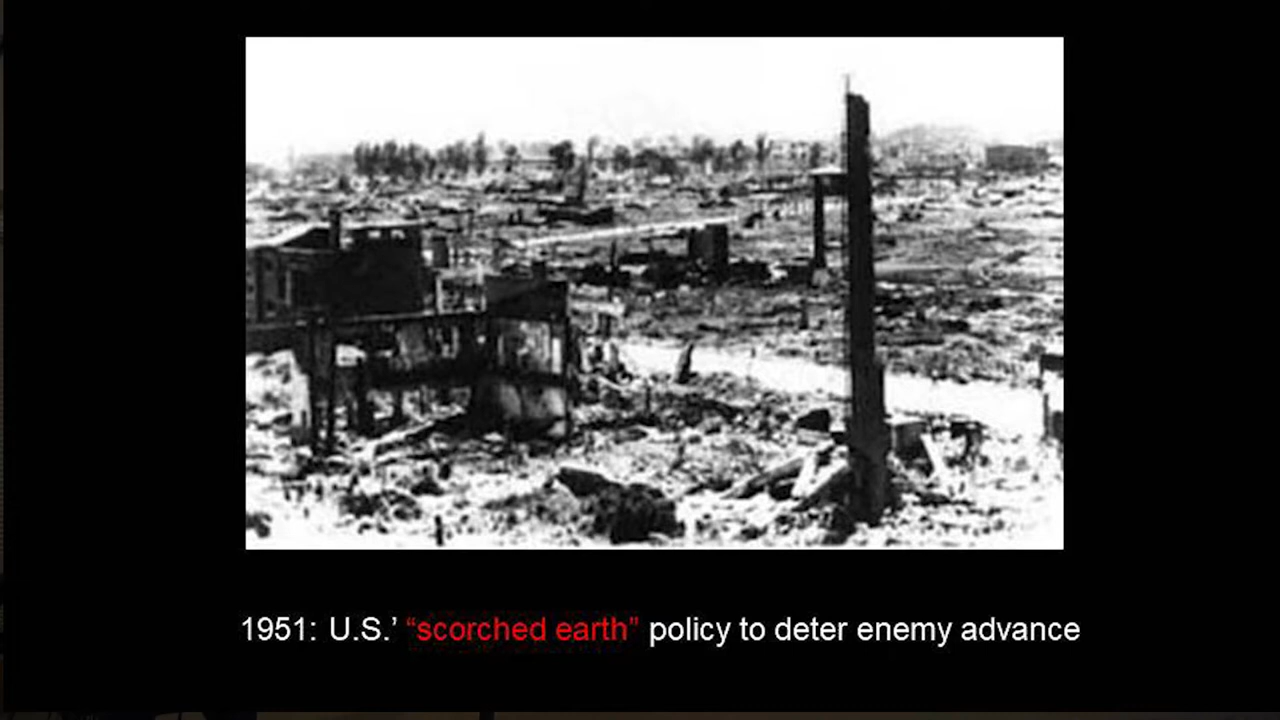 1951: U.S.’ “scorched earth” policy to deter enemy advance